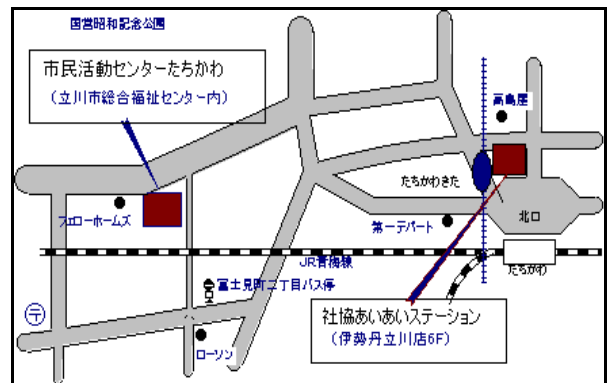 国営昭和記念公園
市民活動センターたちかわ
（立川市総合福祉センター内）
高島屋
たちかわきた
フェローホームズ
第一デパート
北口
JR青梅線
たちかわ
富士見町二丁目バス停
〒
社協あいあいステーション
（伊勢丹立川店6F）
ローソン